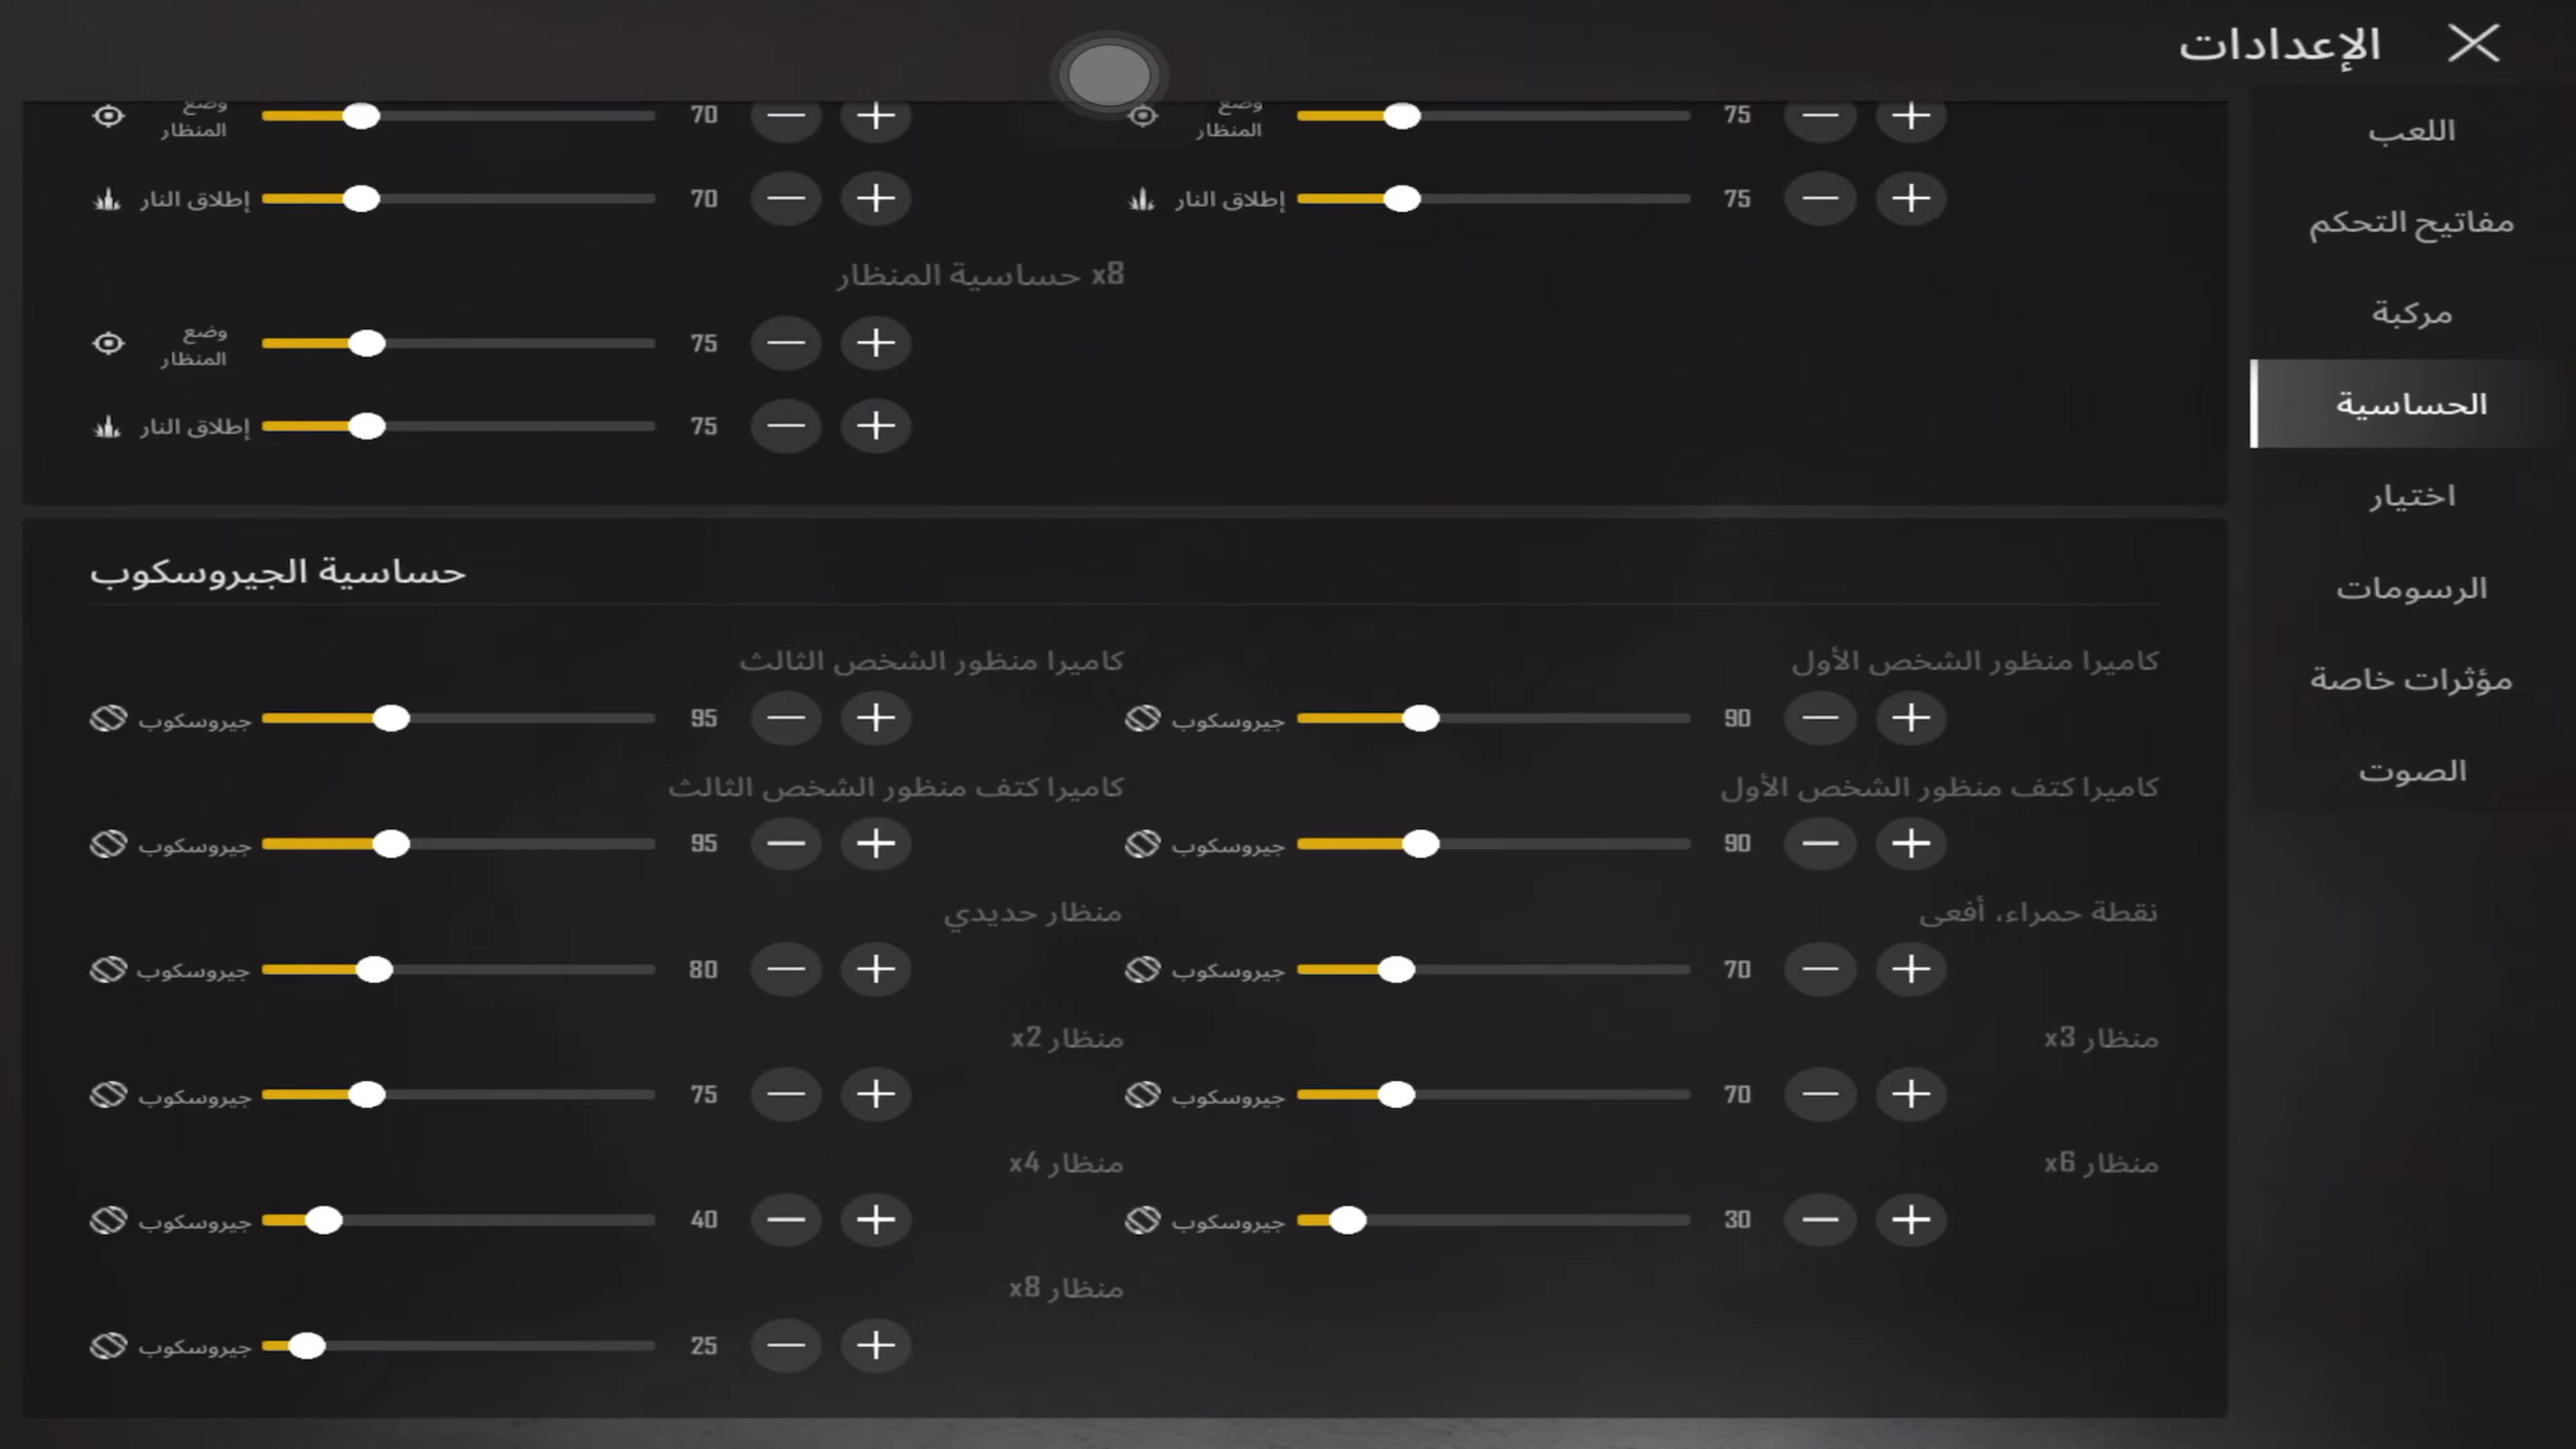 الإعدادات
وضع
المنظار
70
وضع
المنظار
75
إطلاق النار
70
إطلاق النار
75
x8 حساسية المنظار
وضع
المنظار
75
إطلاق النار
75
حساسية الجيروسكوب
كاميرا منظور الشخص الثالث
كاميرا منظور الشخص الأول
جيروسكوب
95
جيروسكوب
90
كاميرا كتف منظور الشخص الثالث
كاميرا كتف منظور الشخص الأول
جيروسكوب
95
جيروسكوب
90
منظار حديدي
نقطة حمراء، أفعى
جيروسكوب
80
جيروسكوب
70
منظار x2
منظار x3
جيروسكوب
75
جيروسكوب
70
منظار x4
منظار x6
جيروسكوب
40
جيروسكوب
30
منظار x8
جيروسكوب
25
اللعب
مفاتيح التحكم
مركبة
الحساسية
اختيار
الرسومات
مؤثرات خاصة
الصوت